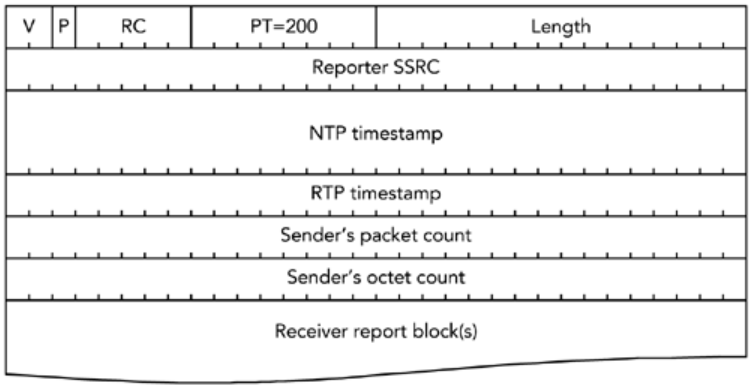 V P RC PT=200 Length
Reporter SSRC
NTP timestamp
RTP timestamp
Sender's packet count
Sender's octet count
Receiver report block(s)